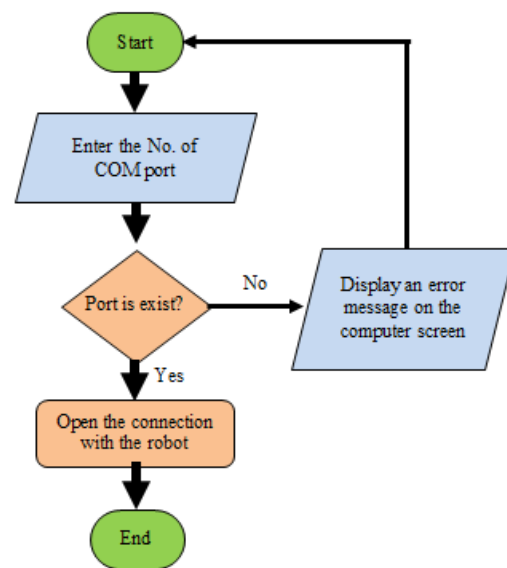 Start
Enter the No. of
COM port
Port is exist?
No
Display an error
message on the
computer screen
Yes
Open the connection
with the robot
End